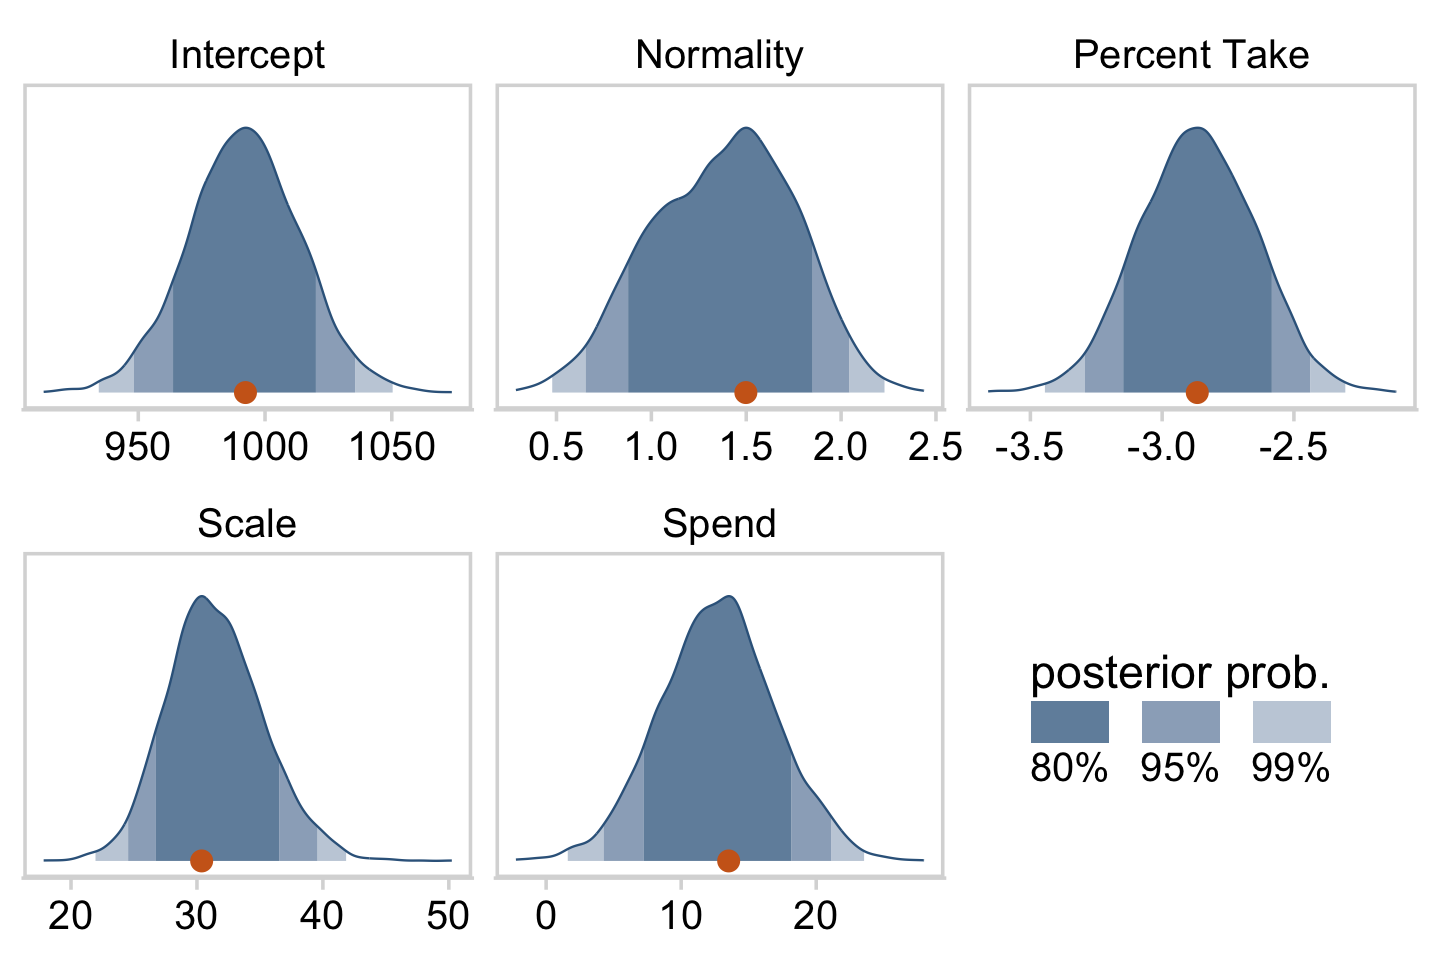 Intercept
Normality
Percent Take
950 1000 1050
0.5 1.0 1.5 2.0 2.5
-3.5 -3.0 -2.5
Scale
Spend
20 30 40 50
0 10 20
posterior prob.
80% 95% 99%